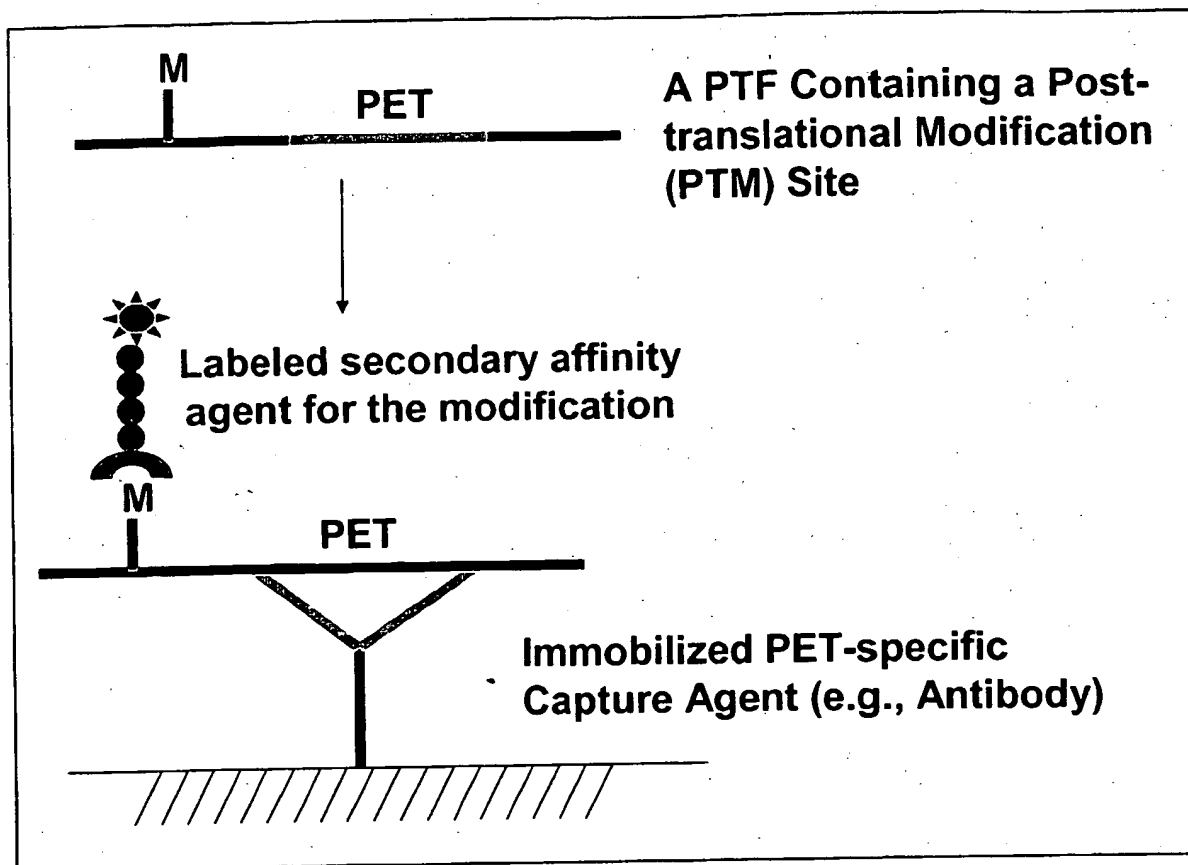 M
PET
A PTF Containing a Post-
translational Modification
(PTM) Site
Labeled secondary affinity
agent for the modification
M
PET
Immobilized PET-specific
Capture Agent (e.g., Antibody)